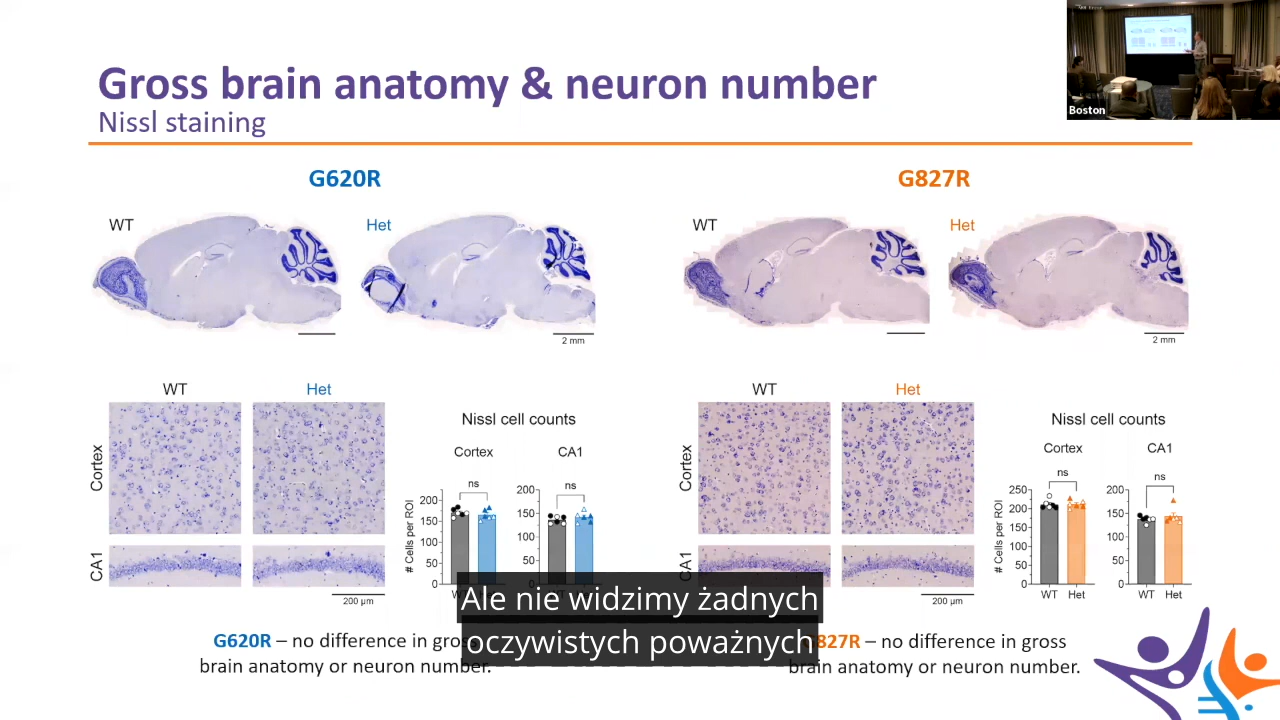 Gross brain anatomy & neuron number
Nissl staining
Boston
G620R
WT
Het
2 mm
WT
Het
Cortex
CA1
200 µm
Nissl cell counts
Cortex
CA1
ns
ns
# Cells per ROI
200
150
100
50
0
200
150
100
50
0
G620R – no difference in gross
brain anatomy or neuron number.
G827R
WT
Het
2 mm
WT
Het
Cortex
CA1
200 µm
Nissl cell counts
Cortex
CA1
ns
ns
# Cells per ROI
250
200
150
100
50
0
200
150
100
50
0
WT Het
WT Het
G827R – no difference in gross
brain anatomy or neuron number.
Ale nie widzimy żadnych
oczywistych poważnych